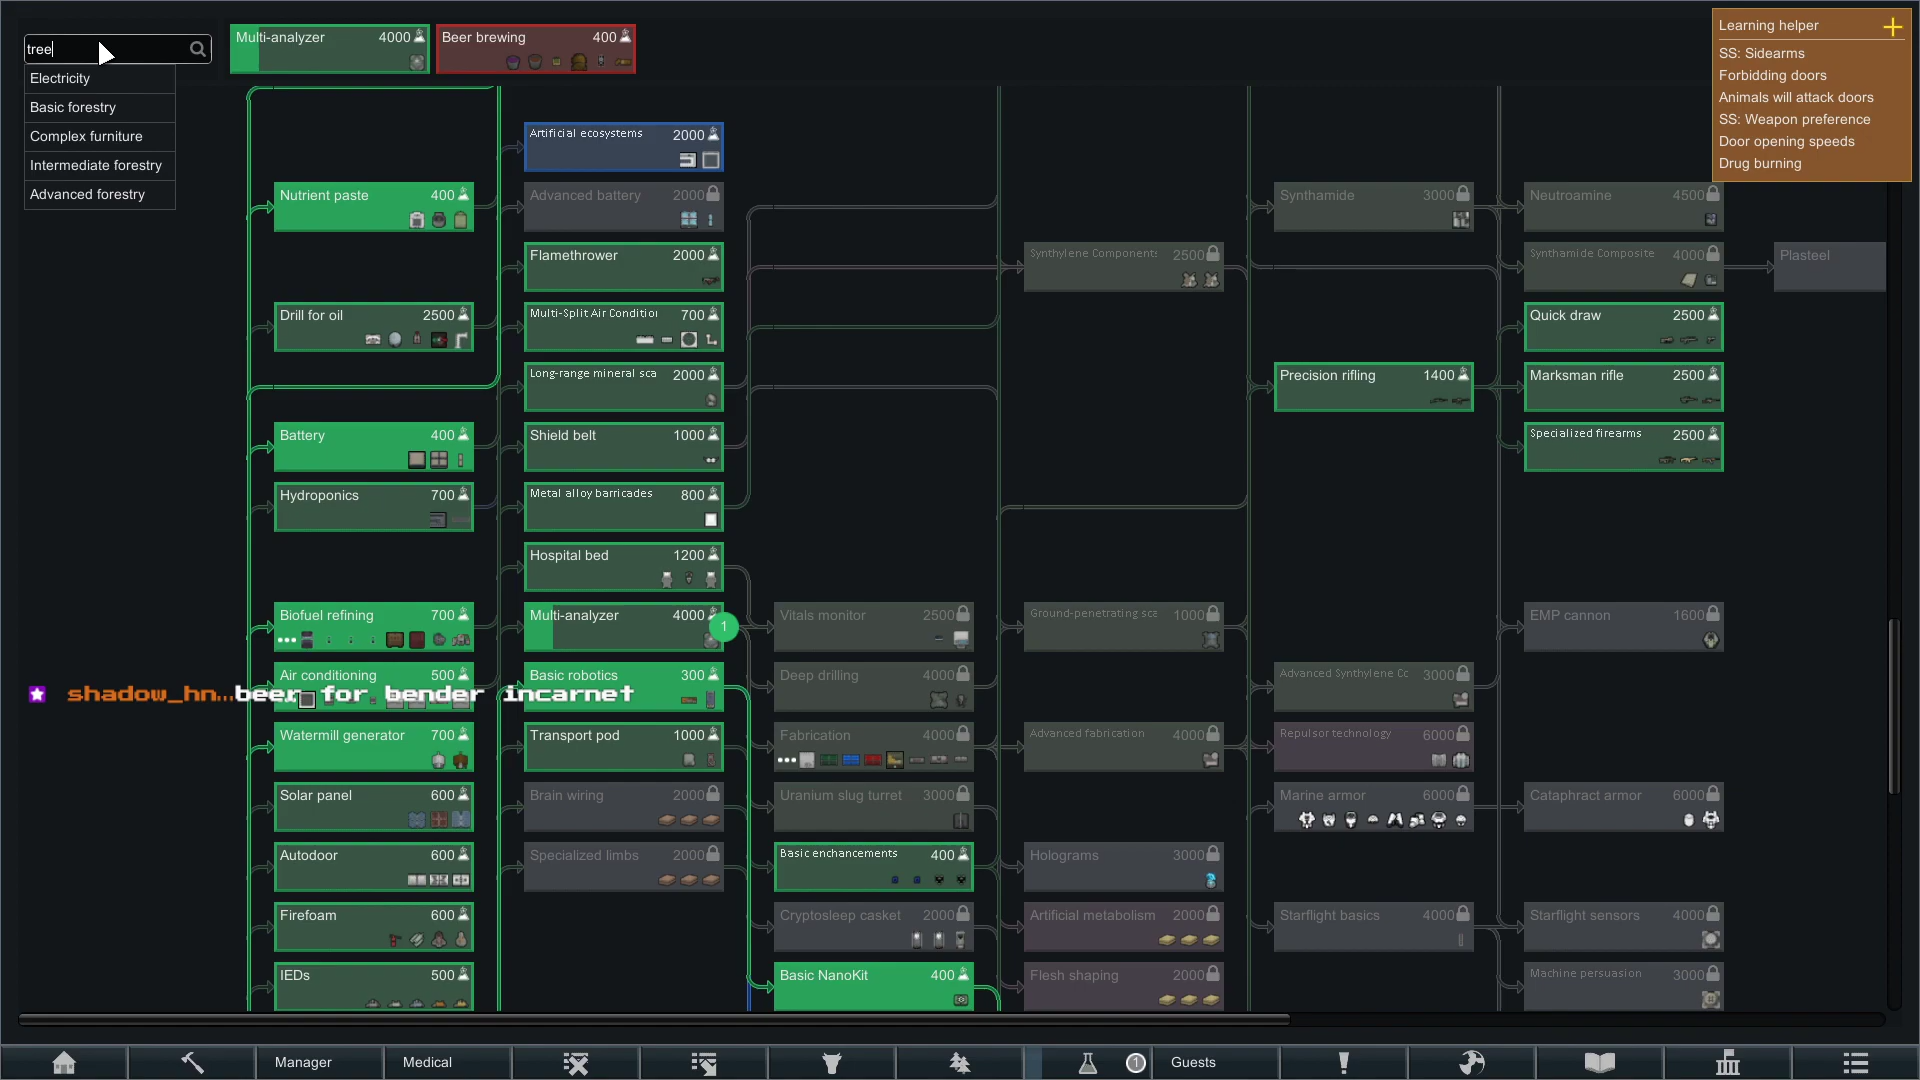 tree
Electricity
Basic forestry
Complex furniture
Intermediate forestry
Advanced forestry
Multi-analyzer 4000
Beer brewing 400
Learning helper
SS: Sidearms
Forbidding doors
Animals will attack doors
SS: Weapon preference
Door opening speeds
Drug burning
Artificial ecosystems 2000
Nutrient paste 400
Advanced battery 2000
Synthamide 3000
Neutroamine 4500
Flamethrower 2000
Synthylene Components 2500
Synthamide Composite 4000
Plasteel
Drill for oil 2500
Multi-Split Air Conditior 700
Quick draw 2500
Long-range mineral sca 2000
Precision rifling 1400
Marksman rifle 2500
Battery 400
Shield belt 1000
Specialized firearms 2500
Hydroponics 700
Metal alloy barricades 800
Hospital bed 1200
Biofuel refining 700
Multi-analyzer 4000
1
Vitals monitor 2500
Ground-penetrating sca 1000
EMP cannon 1600
Air conditioning 500
Basic robotics 300
Deep drilling 4000
Advanced Synthylene Cc 3000
shadow_hn...beer for bender incarnet
Watermill generator 700
Transport pod 1000
Fabrication 4000
Advanced fabrication 4000
Repulsor technology 6000
Solar panel 600
Brain wiring 2000
Uranium slug turret 3000
Marine armor 6000
Cataphract armor 6000
Autodoor 600
Specialized limbs 2000
Basic enchancements 400
Holograms 3000
Firefoam 600
Cryptosleep casket 2000
Artificial metabolism 2000
Starflight basics 4000
Starflight sensors 4000
IEDs 500
Basic NanoKit 400
Flesh shaping 2000
Machine persuasion 3000
Manager
Medical
1
Guests